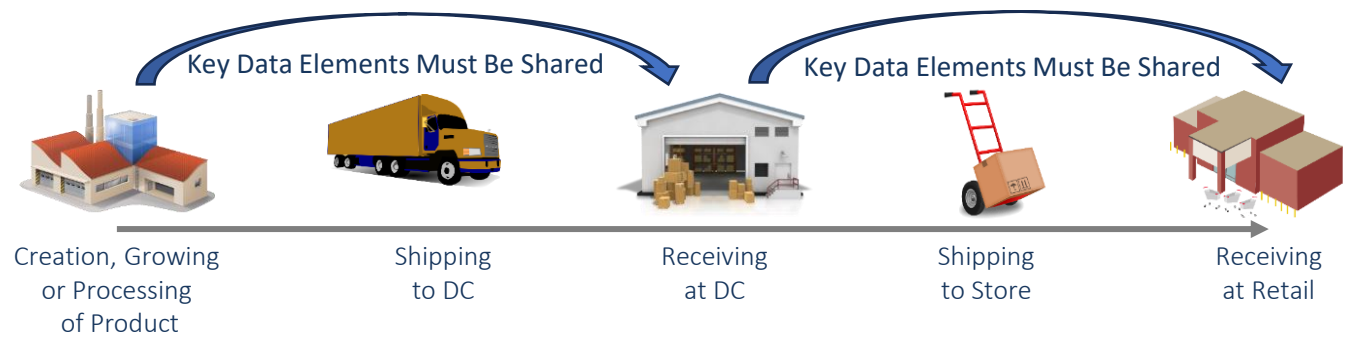 Key Data Elements Must Be Shared
Key Data Elements Must Be Shared
Creation, Growing
or Processing
of Product
Shipping
to DC
Receiving
at DC
Shipping
to Store
Receiving
at Retail